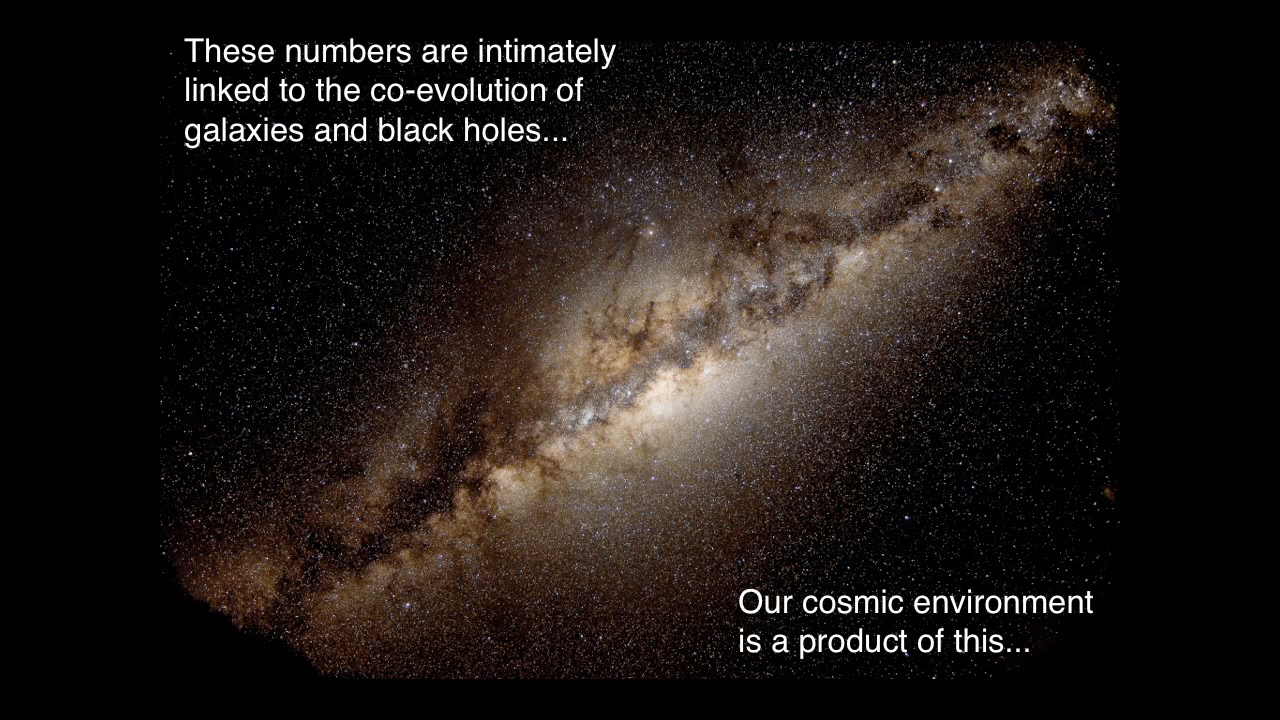 These numbers are intimately
linked to the co-evolution of
galaxies and black holes...
Our cosmic environment
is a product of this...